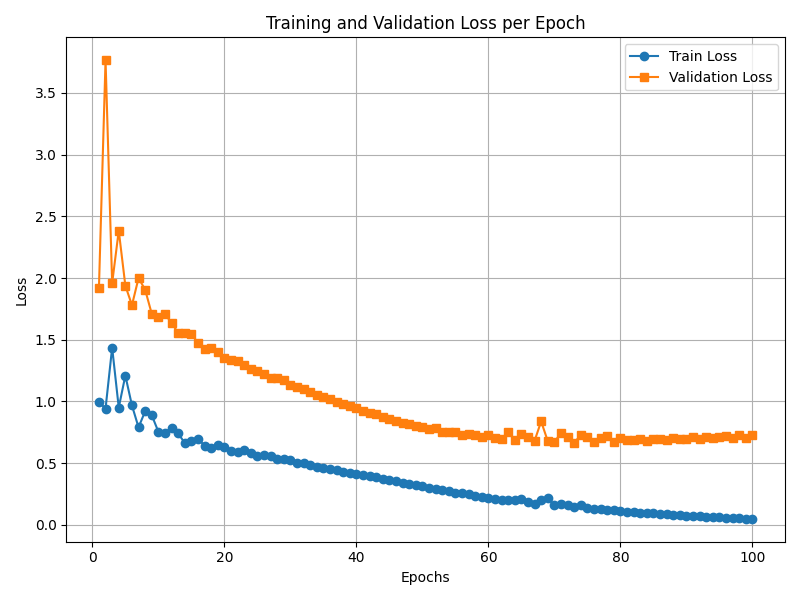 Training and Validation Loss per Epoch
Train Loss
Validation Loss
3.5
3.0
2.5
2.0
1.5
1.0
0.5
0.0
Loss
0 20 40 60 80 100
Epochs